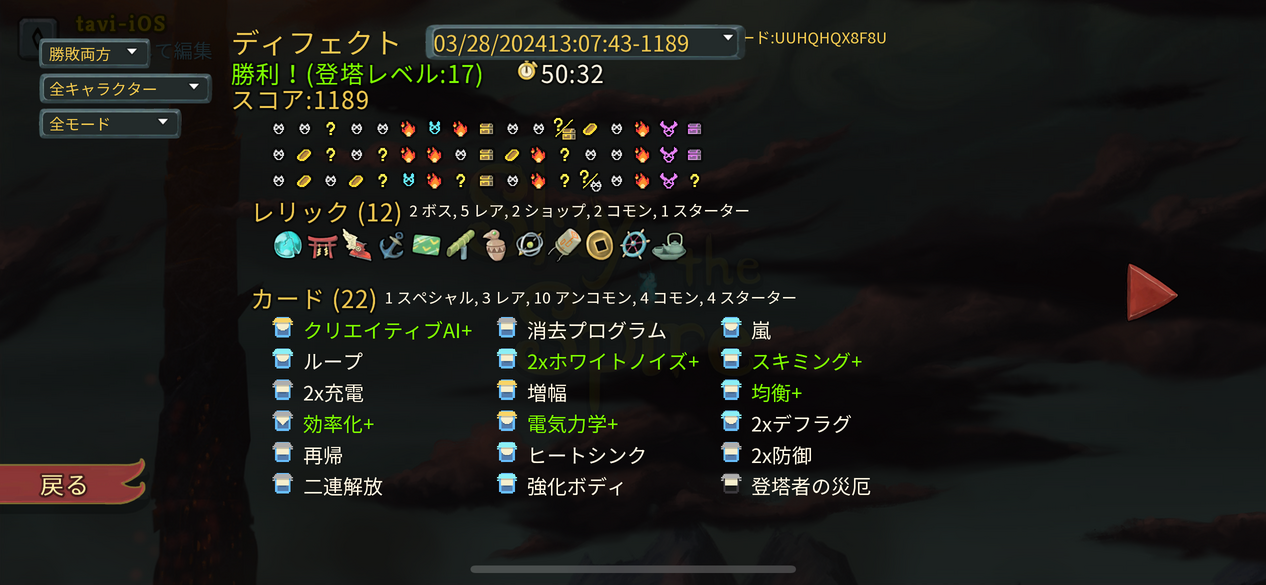 tavi-iOS
て編集
勝敗両方
全キャラクター
全モード
ディフェクト 03/28/202413:07:43-1189 ード:UUHQHQX8F8U
勝利！(登塔レベル:17) 50:32
スコア:1189
レリック (12) 2 ボス, 5 レア, 2 ショップ, 2 コモン, 1 スターター
カード (22) 1 スペシャル, 3 レア, 10 アンコモン, 4 コモン, 4 スターター
クリエイティブAI+ 消去プログラム 嵐
ループ 2xホワイトノイズ+ スキミング+
2x充電 増幅 均衡+
効率化+ 電気力学+ 2xデフラグ
再帰 ヒートシンク 2x防御
二連解放 強化ボディ 登塔者の災厄
戻る
the